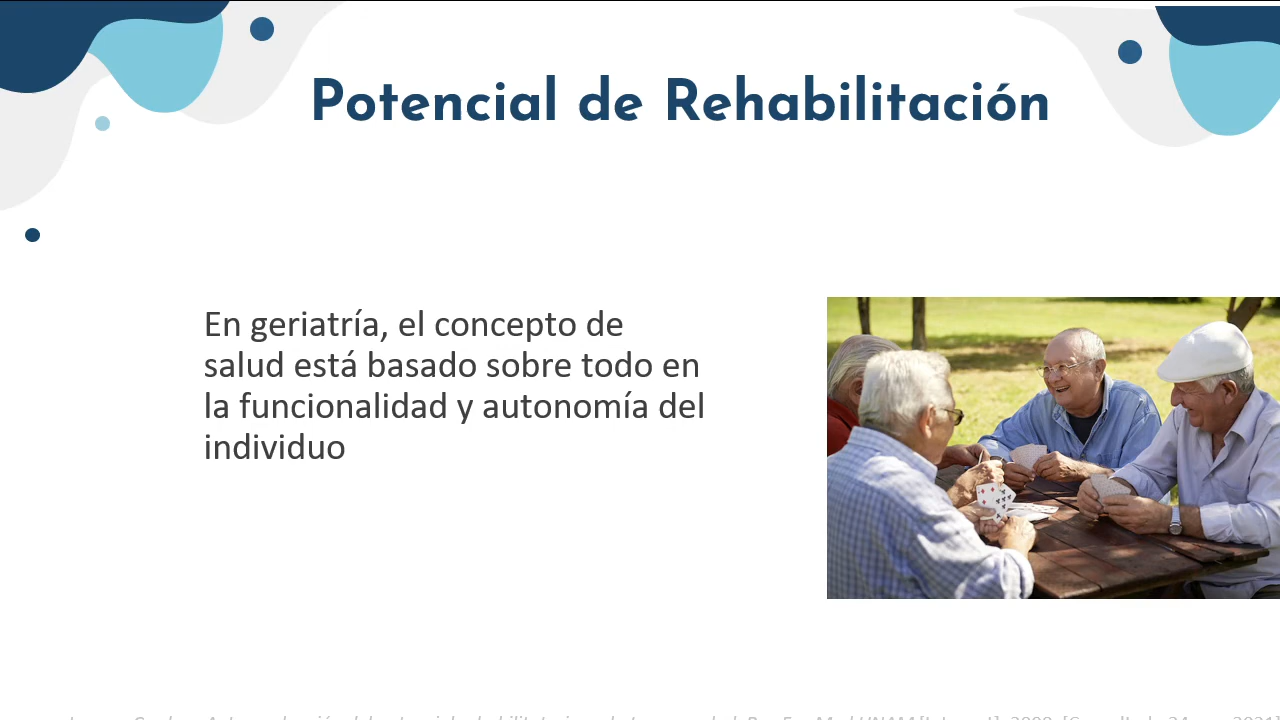 Potencial de Rehabilitación
En geriatría, el concepto de
salud está basado sobre todo en
la funcionalidad y autonomía del
individuo